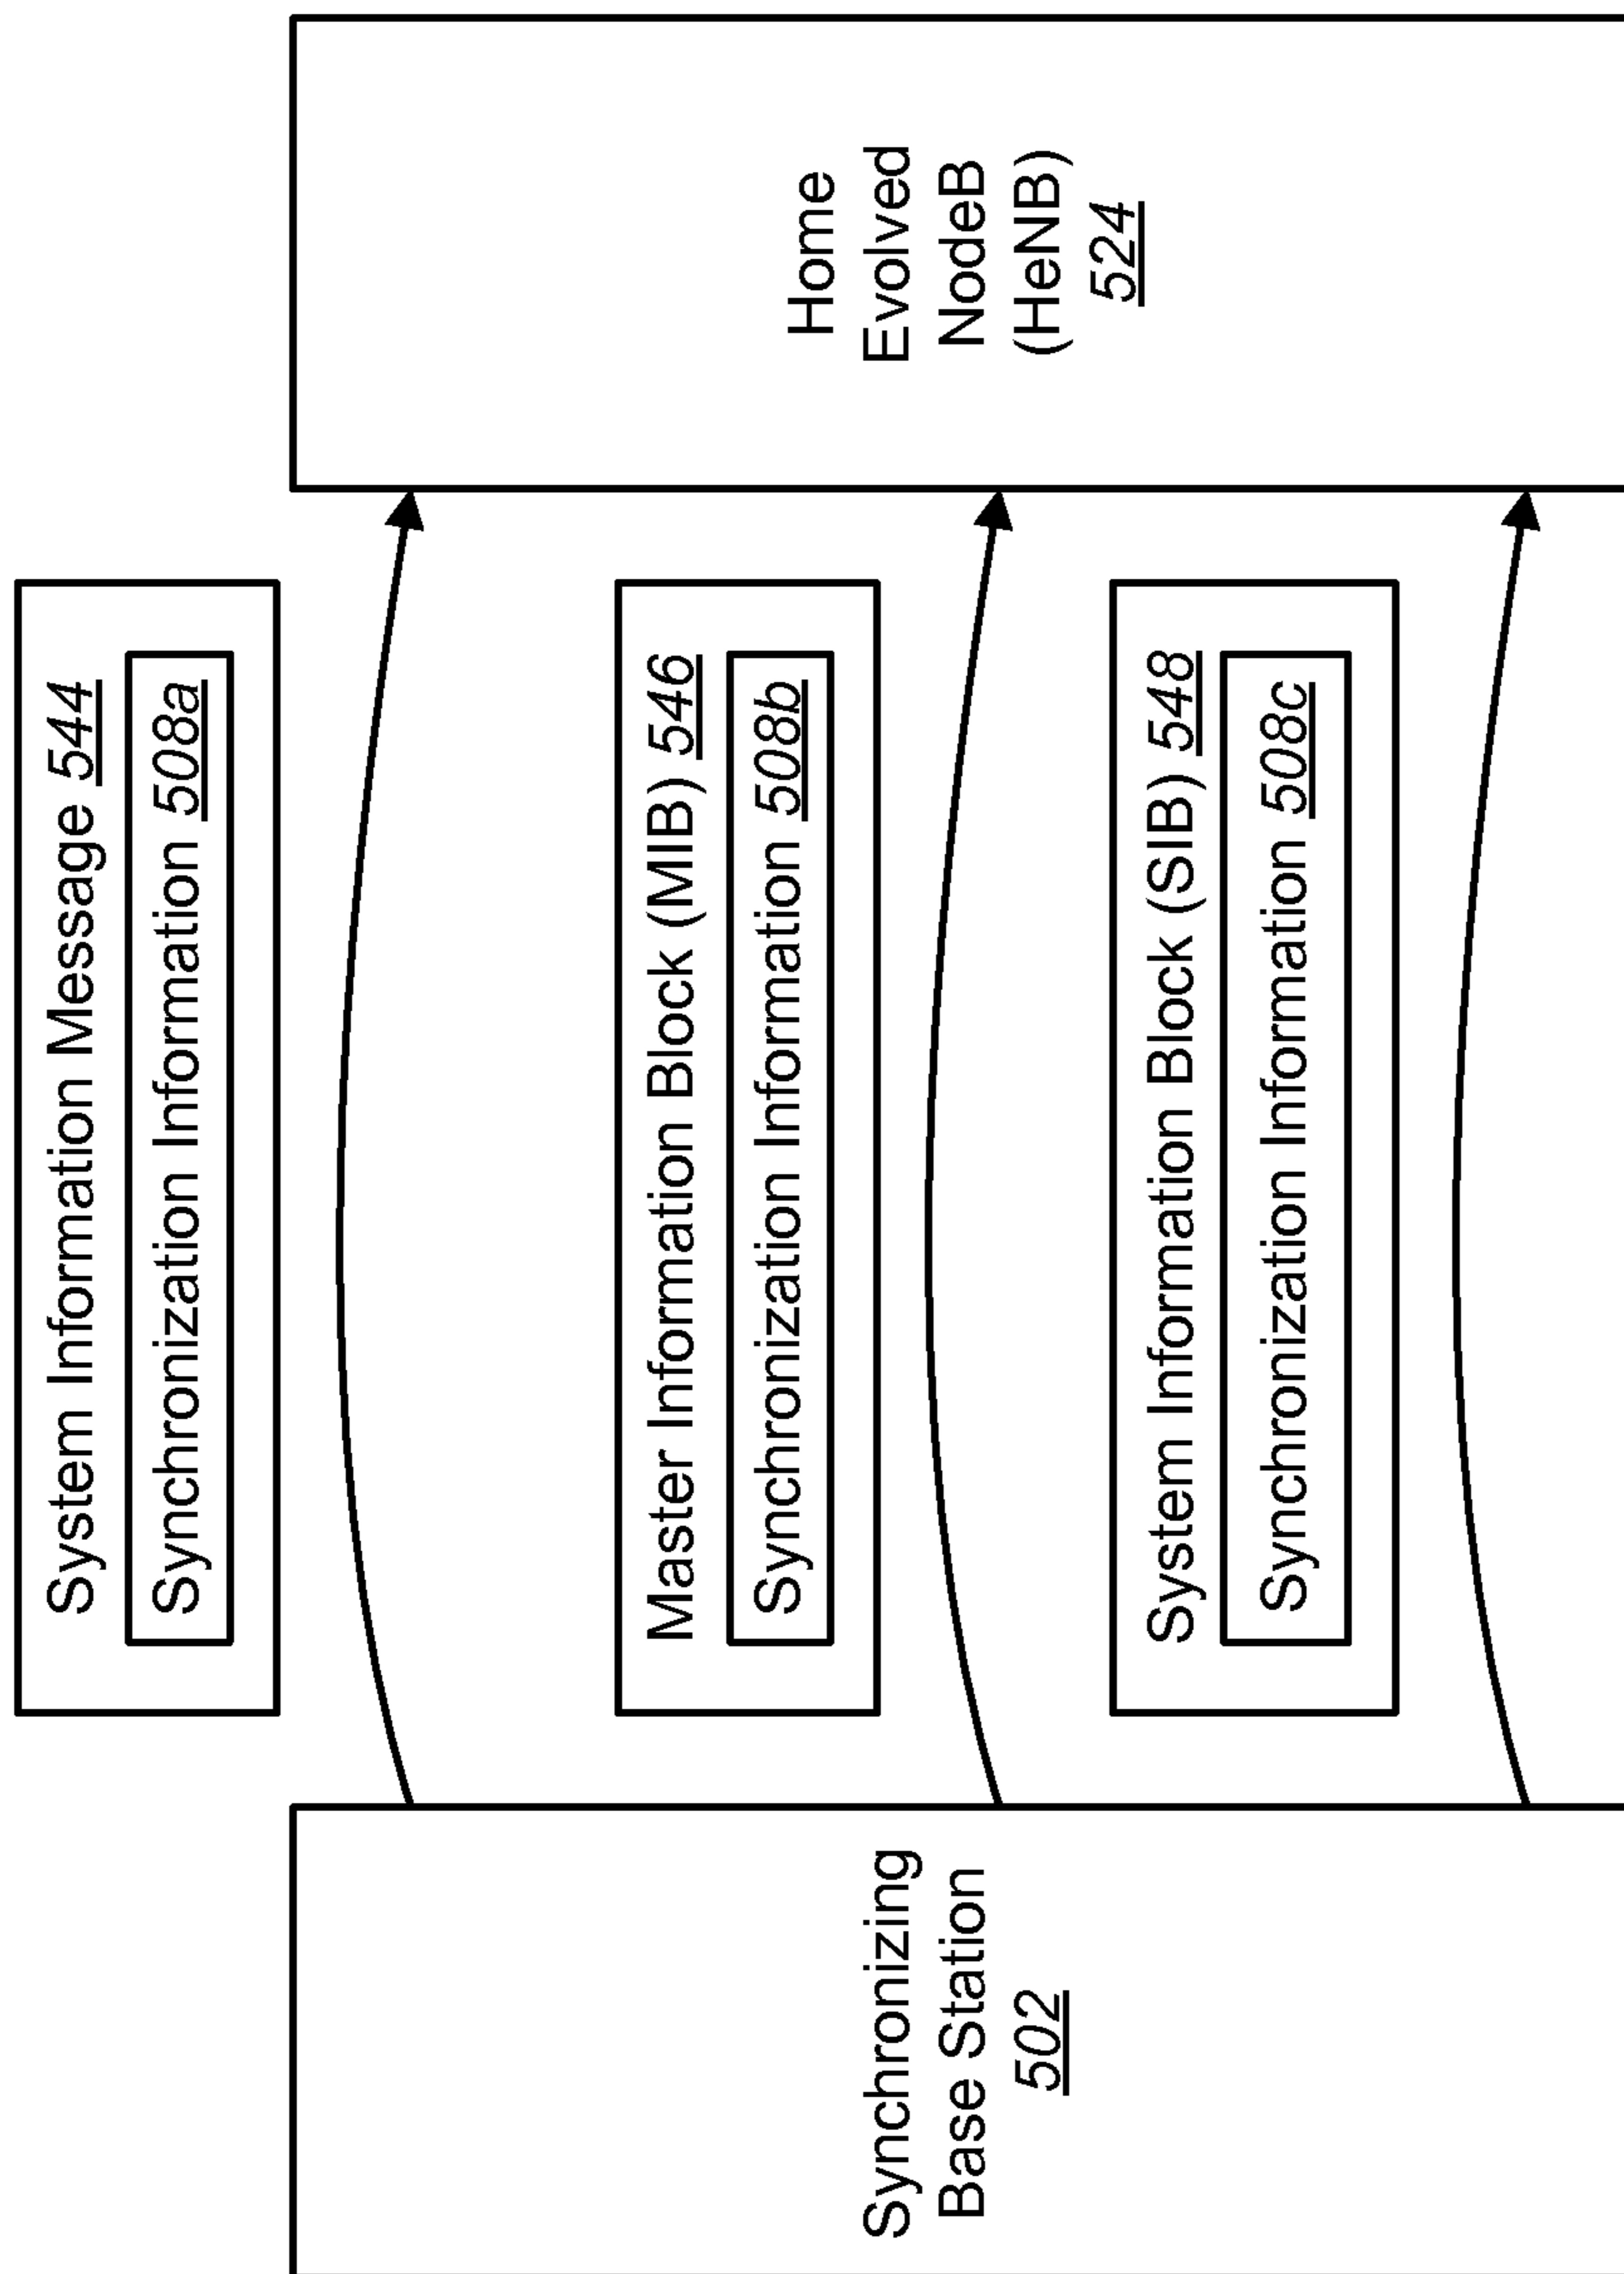 System Information Message 544
Synchronization Information 508a
Master Information Block (MIB) 546
Synchronization Information 508b
System Information Block (SIB) 548
Synchronization Information 508c
Synchronizing
Base Station
502
Home
Evolved
NodeB
(HeNB)
524